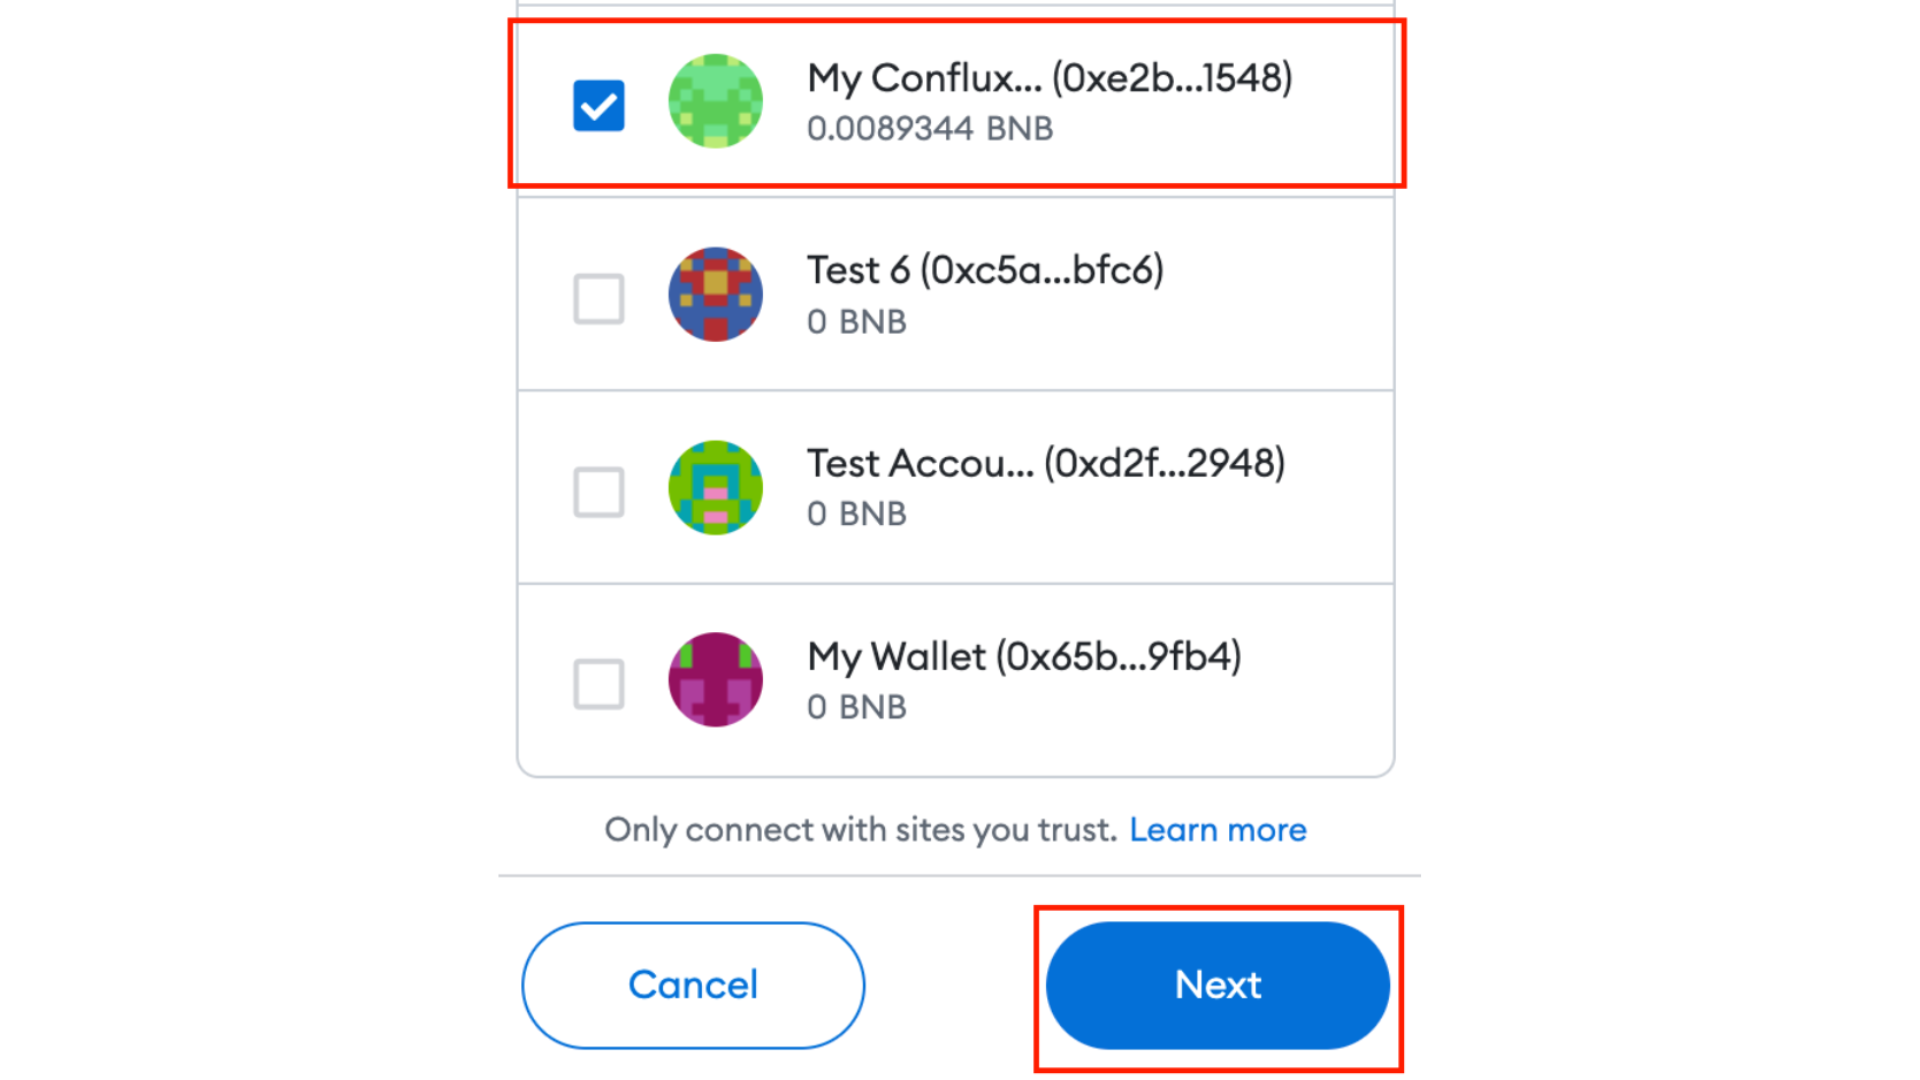 My Conflux... (0xe2b...1548)
0.0089344 BNB
Test 6 (0xc5a...bfc6)
0 BNB
Test Accou... (0xd2f...2948)
0 BNB
My Wallet (0x65b...9fb4)
0 BNB
Only connect with sites you trust. Learn more
Cancel
Next